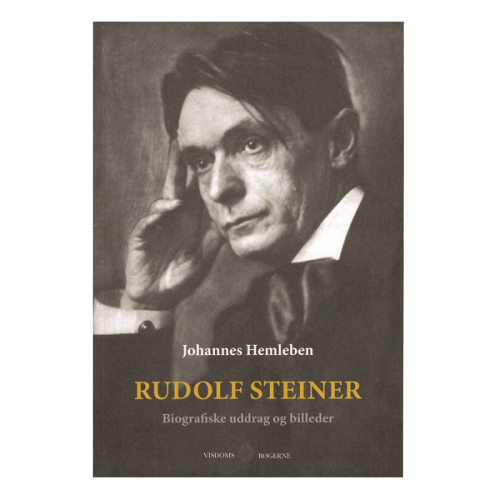 Johannes Hemleben
RUDOLF STEINER
Biografiske uddrag og billeder
VISDOMS BØGERNE